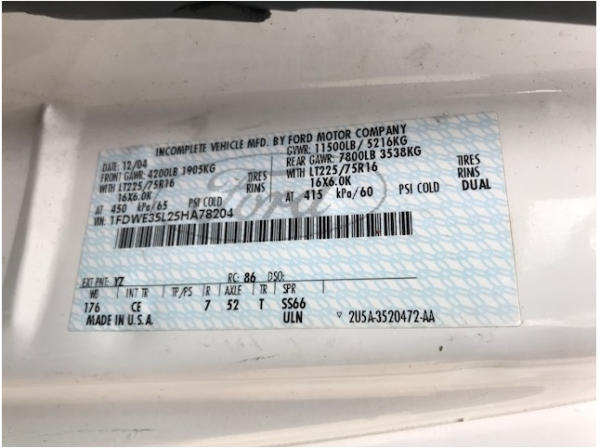 INCOMPLETE VEHICLE MFD. BY FORD MOTOR COMPANY
DATE: 12/04 GVWR: 11500LB/ 5216KG
FRONT GAWR: 4200LB 1905KG REAR GAWR: 7800LB 3538KG
WITH LT225/75R16 TIRES WITH LT225/75R16 TIRES
16X6.0K RINS 16X6.0K RINS
AT 450 kPa/65 PSI COLD AT 415 kPa/60 PSI COLD DUAL
VIN: 1FDWE35L25HA78204
Ford
EXT PNT: YZ RC: 86 DSO:
WB INT TR TP/PS R AXLE TR SPR
176 CE 7 52 T SS66
MADE IN U.S.A. ULN ▽ 2U5A-3520472-AA